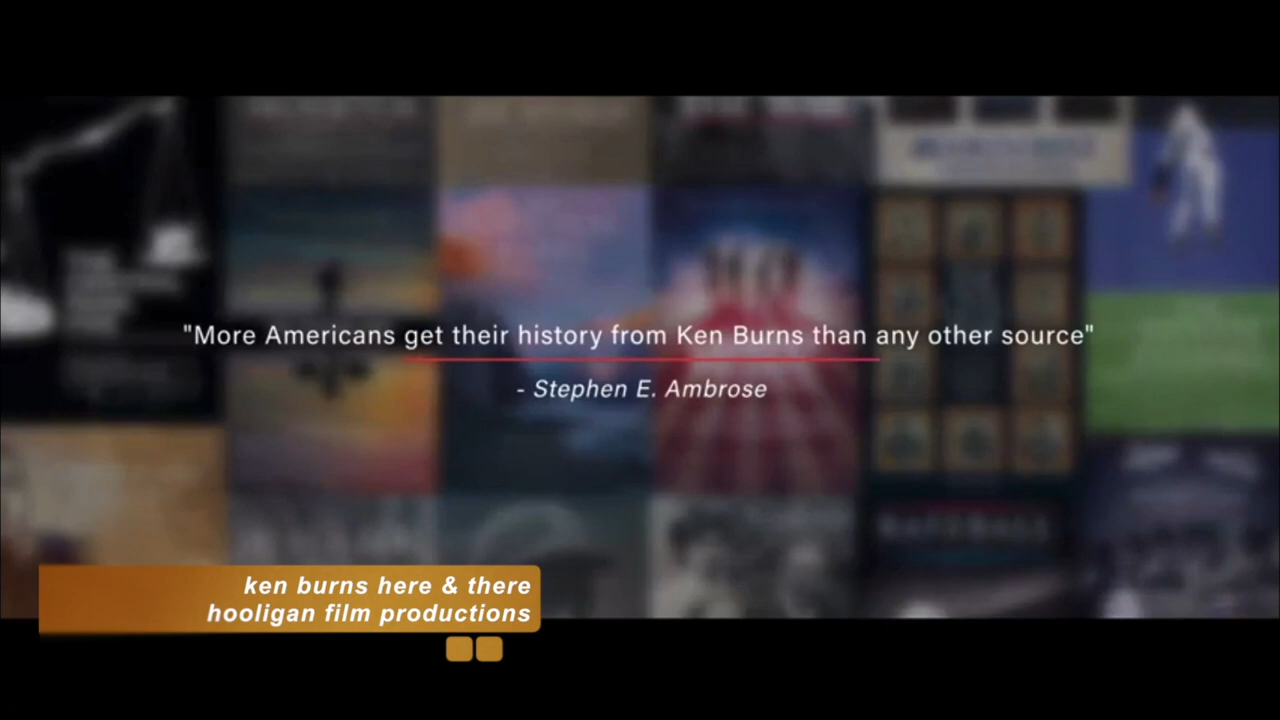 "More Americans get their history from Ken Burns than any other source"
- Stephen E. Ambrose
ken burns here & there
hooligan film productions